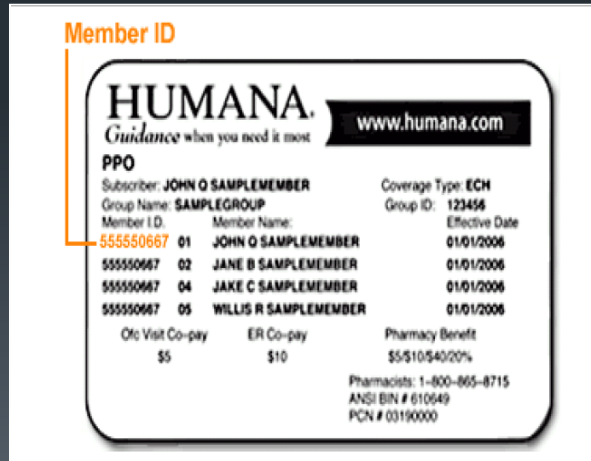 Member ID
HUMANA.
Guidance when you need it most
www.humana.com
PPO
Subscriber: JOHN Q SAMPLEMEMBER Coverage Type: ECH
Group Name: SAMPLEGROUP Group ID: 123456
Member I.D. Member Name: Effective Date
555550667 01 JOHN Q SAMPLEMEMBER 01/01/2006
555550667 02 JANE B SAMPLEMEMBER 01/01/2006
555550667 04 JAKE C SAMPLEMEMBER 01/01/2006
555550667 05 WILLIS R SAMPLEMEMBER 01/01/2006
Ofc Visit Co-pay ER Co-pay Pharmacy Benefit
$5 $10 $5/$10/$40/20%
Pharmacists: 1-800-865-8715
ANSI BIN # 610649
PCN # 03190000